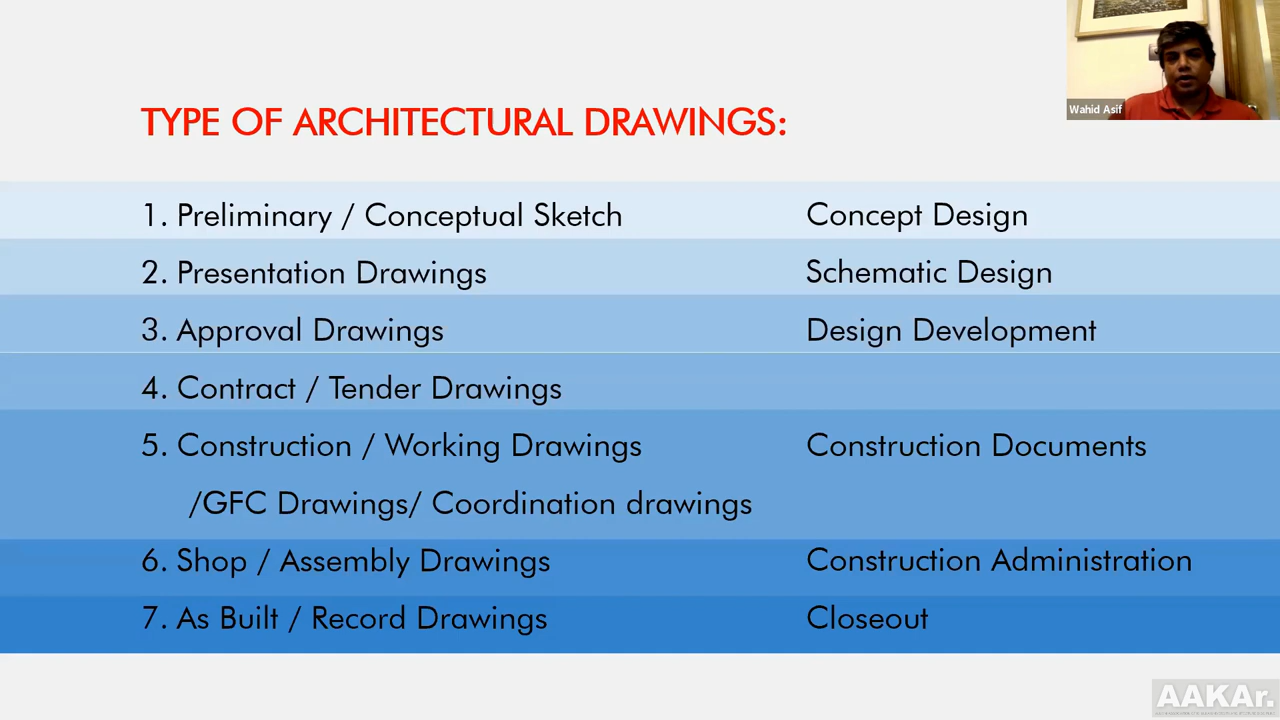 Wahid Asif
TYPE OF ARCHITECTURAL DRAWINGS:
1. Preliminary / Conceptual Sketch Concept Design
2. Presentation Drawings Schematic Design
3. Approval Drawings Design Development
4. Contract / Tender Drawings
5. Construction / Working Drawings Construction Documents
/GFC Drawings/ Coordination drawings
6. Shop / Assembly Drawings Construction Administration
7. As Built / Record Drawings Closeout
AAKAr.